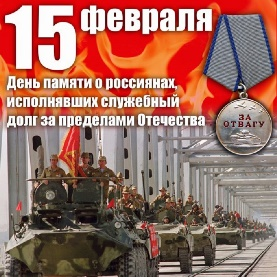 15 февраля
День памяти о россиянах,
исполнявших служебный
долг за пределами Отечества
ЗА
ОТВАГУ